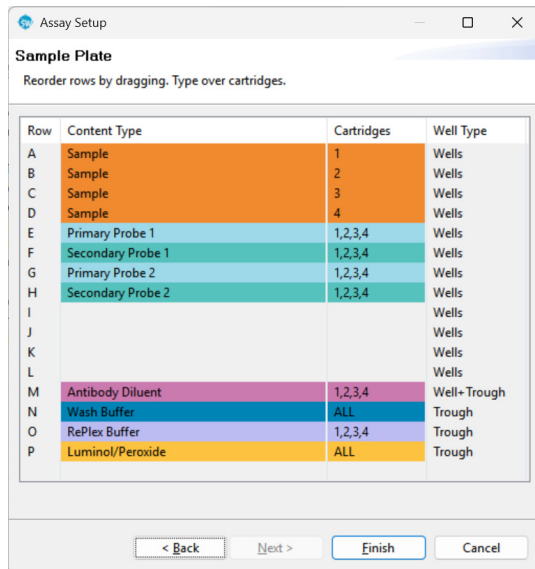 Assay Setup
Sample Plate
Reorder rows by dragging. Type over cartridges.
Row Content Type Cartridges Well Type
A Sample 1 Wells
B Sample 2 Wells
C Sample 3 Wells
D Sample 4 Wells
E Primary Probe 1 1,2,3,4 Wells
F Secondary Probe 1 1,2,3,4 Wells
G Primary Probe 2 1,2,3,4 Wells
H Secondary Probe 2 1,2,3,4 Wells
I Wells
J Wells
K Wells
L Wells
M Antibody Diluent 1,2,3,4 Well+Trough
N Wash Buffer ALL Trough
O RePlex Buffer 1,2,3,4 Trough
P Luminol/Peroxide ALL Trough
< Back Next > Finish Cancel